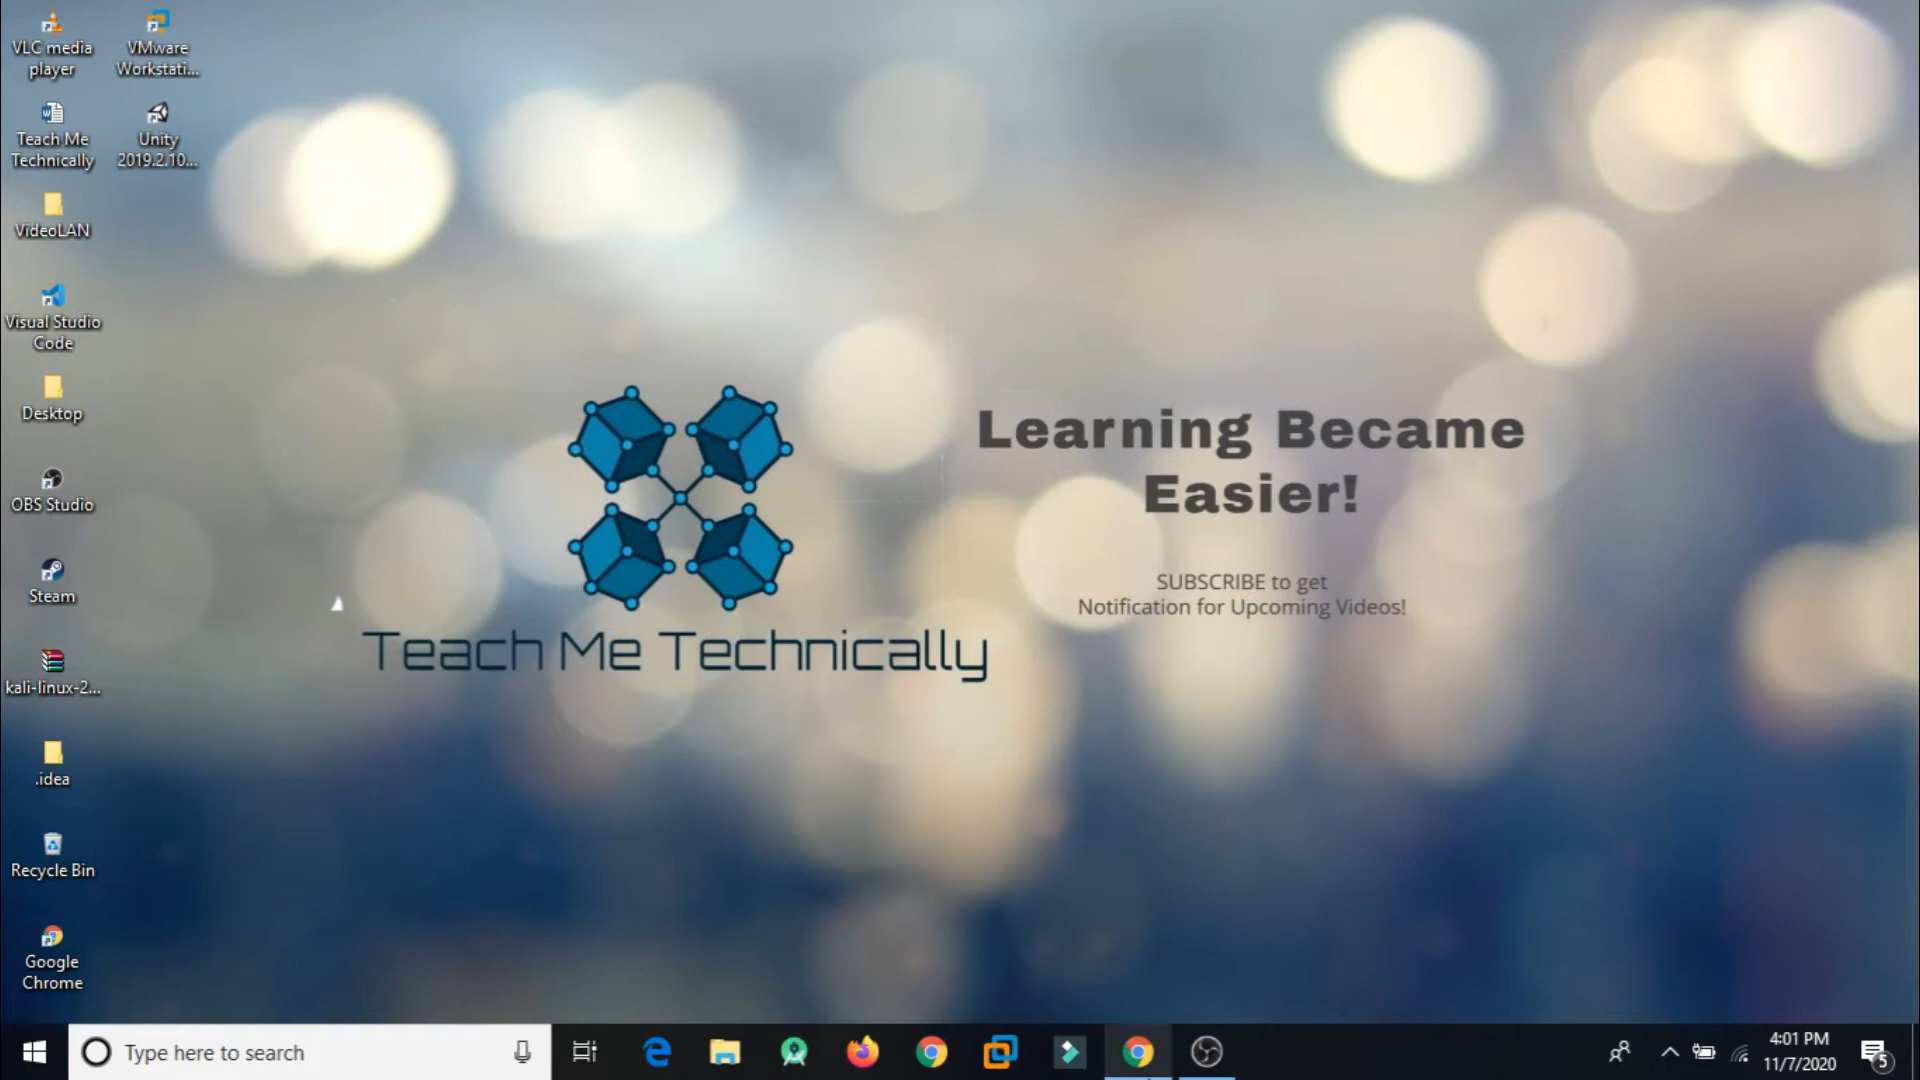 VLC media
player
VMware
Workstati...
Teach Me
Technically
Unity
2019.2.10...
VideoLAN
Visual Studio
Code
Desktop
OBS Studio
Steam
kali-linux-2...
.idea
Recycle Bin
Google
Chrome
Teach Me Technically
Learning Became
Easier!
SUBSCRIBE to get
Notification for Upcoming Videos!
Type here to search
4:01 PM
11/7/2020
5